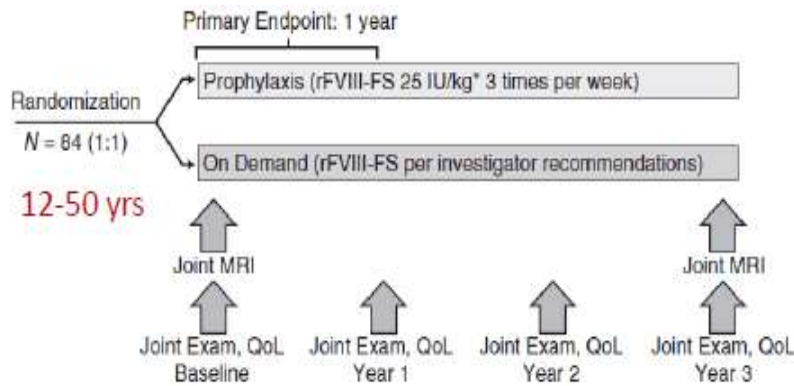 Primary Endpoint: 1 year
Prophylaxis (rFVIII-FS 25 IU/kg* 3 times per week)
Randomization
N = 84 (1:1)
On Demand (rFVIII-FS per investigator recommendations)
12-50 yrs
Joint MRI
Joint MRI
Joint Exam, QoL
Baseline
Joint Exam, QoL
Year 1
Joint Exam, QoL
Year 2
Joint Exam, QoL
Year 3